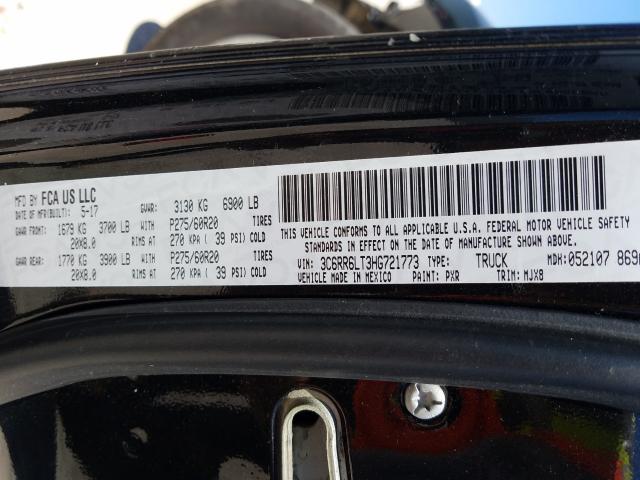 MFD BY FCA US LLC
DATE OF MFR(BUILT): 5-17 GVWR: 3130 KG 6900 LB
GAWR FRONT: 1679 KG 3700 LB WITH P275/60R20 TIRES
20X8.0 RIMS AT 270 KPA ( 39 PSI) COLD
GAWR REAR: 1770 KG 3900 LB WITH P275/60R20 TIRES
20X8.0 RIMS AT 270 KPA ( 39 PSI) COLD
THIS VEHICLE CONFORMS TO ALL APPLICABLE U.S.A. FEDERAL MOTOR VEHICLE SAFETY
STANDARDS IN EFFECT ON THE DATE OF MANUFACTURE SHOWN ABOVE.
VIN: 3C6RR6LT3HG721773 TYPE: TRUCK MDH: 052107 869
VEHICLE MADE IN MEXICO PAINT: PXR TRIM: MJX8